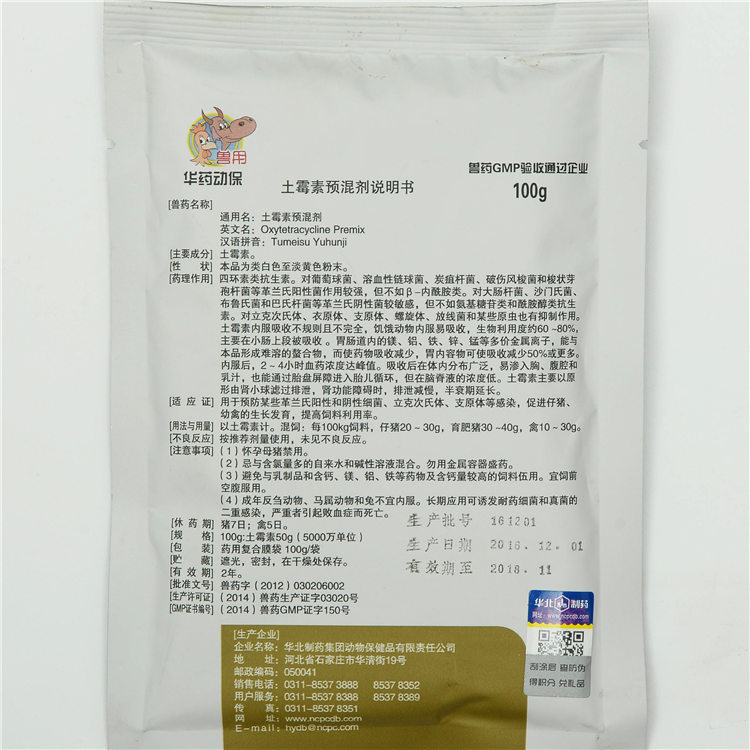 兽用
华药动保
兽药GMP验收通过企业
土霉素预混剂说明书
100g
[兽药名称]
通用名：土霉素预混剂
英文名：Oxytetracycline Premix
汉语拼音：Tumeisu Yuhunji
[主要成分] 土霉素。
[性 状] 本品为类白色至淡黄色粉末。
[药理作用] 四环素类抗生素。对葡萄球菌、溶血性链球菌、炭疽杆菌、破伤风梭菌和梭状芽
孢杆菌等革兰氏阳性菌作用较强，但不如β-内酰胺类。对大肠杆菌、沙门氏菌、
布鲁氏菌和巴氏杆菌等革兰氏阴性菌较敏感，但不如氨基糖苷类和酰胺醇类抗生
素。对立克次氏体、衣原体、支原体、螺旋体、放线菌和某些原虫也有抑制作用。
土霉素内服吸收不规则且不完全，饥饿动物内服易吸收，生物利用度约60~80%，
主要在小肠上段被吸收 。胃肠道内的镁、铝、铁、锌、锰等多价金属离子，能与
本品形成难溶的螯合物，而使药物吸收减少，胃内容物可使吸收减少50%或更多。
内服后，2~4小时血药浓度达峰值。吸收后在体内分布广泛，易渗入胸、腹腔和
乳汁，也能通过胎盘屏障进入胎儿循环，但在脑脊液的浓度低。土霉素主要以原
形由肾小球滤过排泄，肾功能障碍时，排泄减慢，半衰期延长。
[适 应 证] 用于预防某些革兰氏阳性和阴性细菌、立克次氏体、支原体等感染，促进仔猪、
幼禽的生长发育，提高饲料利用率。
[用法与用量] 以土霉素计。混饲：每100kg饲料，仔猪20~30g，育肥猪30~40g，禽10~30g。
[不良反应] 按推荐剂量使用，未见不良反应。
[注意事项] （1）怀孕母猪禁用。
（2）忌与含氯量多的自来水和碱性溶液混合。勿用金属容器盛药。
（3）避免与乳制品和含钙、镁、铝、铁等药物及含钙量较高的饲料伍用。宜饲前
空腹服用。
（4）成年反刍动物、马属动物和兔不宜内服。长期应用可诱发耐药细菌和真菌的
二重感染，严重者引起败血症而死亡。
[休 药 期] 猪7日；禽5日。
[规 格] 100g:土霉素50g（5000万单位）
[包 装] 药用复合膜袋 100g/袋
[贮 藏] 遮光，密封，在干燥处保存。
[有 效 期] 2年。
[批准文号] 兽药字（2012）030206002
[生产许可证] （2014）兽药生产证字03020号
[GMP证书编号] （2014）兽药GMP证字150号
生产批号 161201
生产日期 2016.12.01
有效期至 2018.11
[生产企业]
企业名称：华北制药集团动物保健品有限责任公司
地 址：河北省石家庄市华清街19号
邮政编码：050041
销售电话：0311-8537 3888 8537 8352
用户服务：0311-8537 8388 8537 8389
传 真：0311-8537 8351
网 址：www.ncpcdb.com
E-mail：hydb@ncpc.com
华北 制药
网址：www.ncpcdb.com
刮涂层 查防伪
得积分 兑礼品